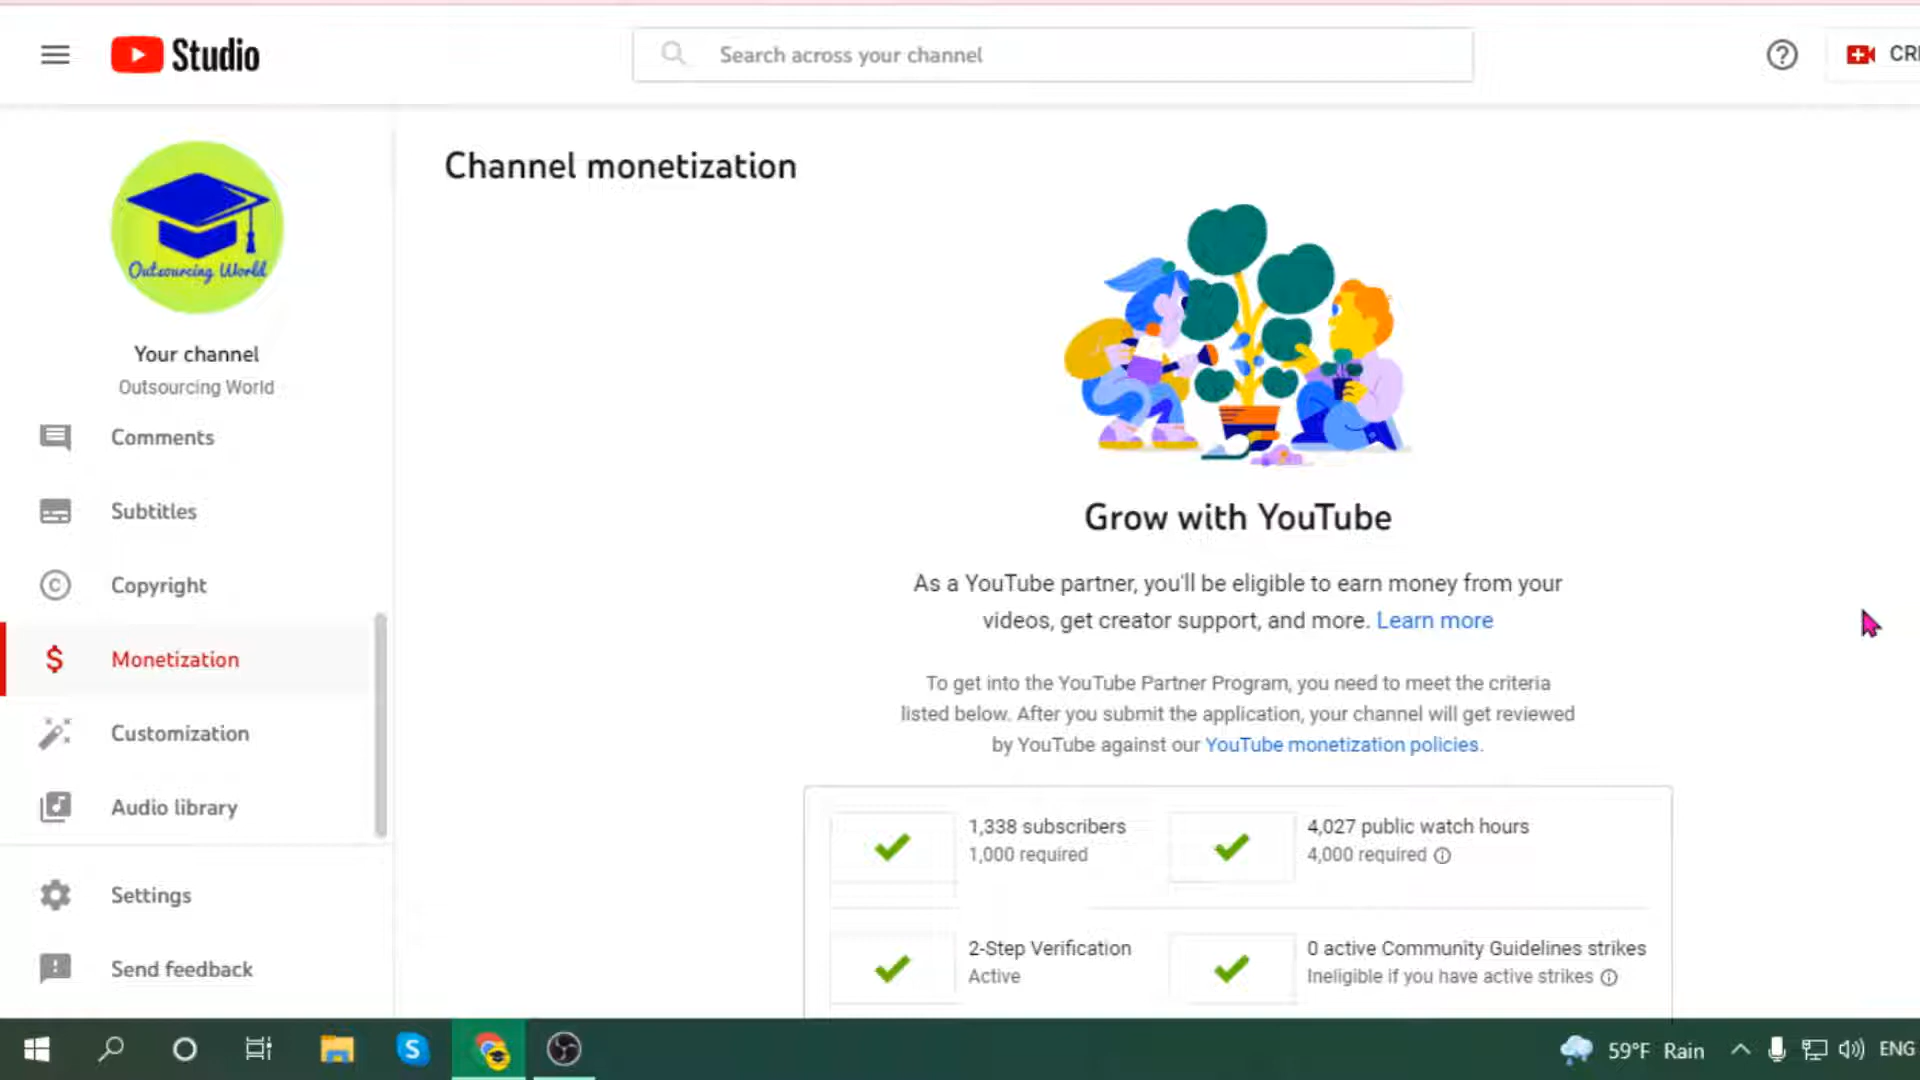 Studio
Search across your channel
CR
Outsourcing World
Your channel
Outsourcing World
Comments
Subtitles
Copyright
Monetization
Customization
Audio library
Settings
Send feedback
Channel monetization
Grow with YouTube
As a YouTube partner, you'll be eligible to earn money from your
videos, get creator support, and more. Learn more
To get into the YouTube Partner Program, you need to meet the criteria
listed below. After you submit the application, your channel will get reviewed
by YouTube against our YouTube monetization policies.
1,338 subscribers
1,000 required
4,027 public watch hours
4,000 required
2-Step Verification
Active
0 active Community Guidelines strikes
Ineligible if you have active strikes
59°F Rain
ENG